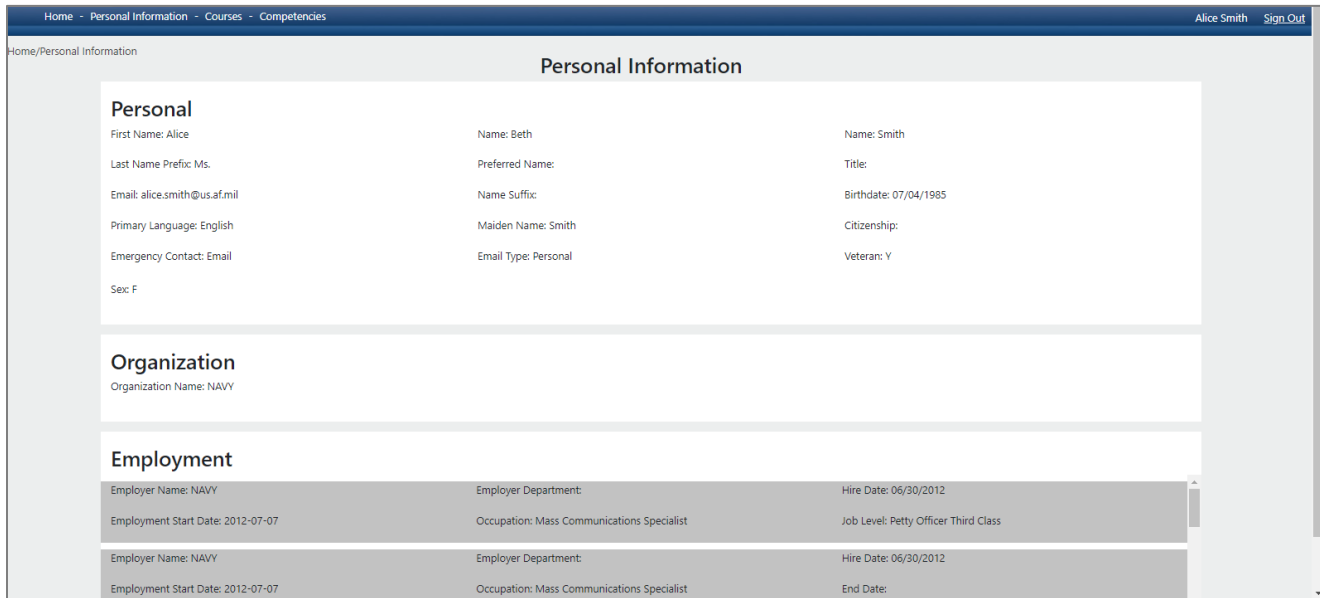 Home - Personal Information - Courses - Competencies Alice Smith Sign Out
Home/Personal Information
Personal Information
Personal
First Name: Alice Name: Beth Name: Smith
Last Name Prefix: Ms. Preferred Name: Title:
Email: alice.smith@us.af.mil Name Suffix: Birthdate: 07/04/1985
Primary Language: English Maiden Name: Smith Citizenship:
Emergency Contact: Email Email Type: Personal Veteran: Y
Sex: F
Organization
Organization Name: NAVY
Employment
Employer Name: NAVY Employer Department: Hire Date: 06/30/2012
Employment Start Date: 2012-07-07 Occupation: Mass Communications Specialist Job Level: Petty Officer Third Class
Employer Name: NAVY Employer Department: Hire Date: 06/30/2012
Employment Start Date: 2012-07-07 Occupation: Mass Communications Specialist End Date: